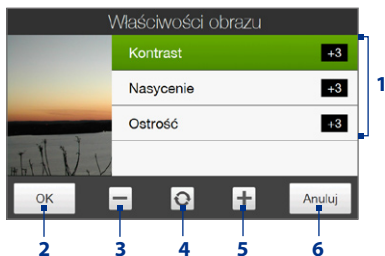 Właściwości obrazu
Kontrast +3
Nasycenie +3
Ostrość +3
1
OK Anuluj
2 3 4 5 6